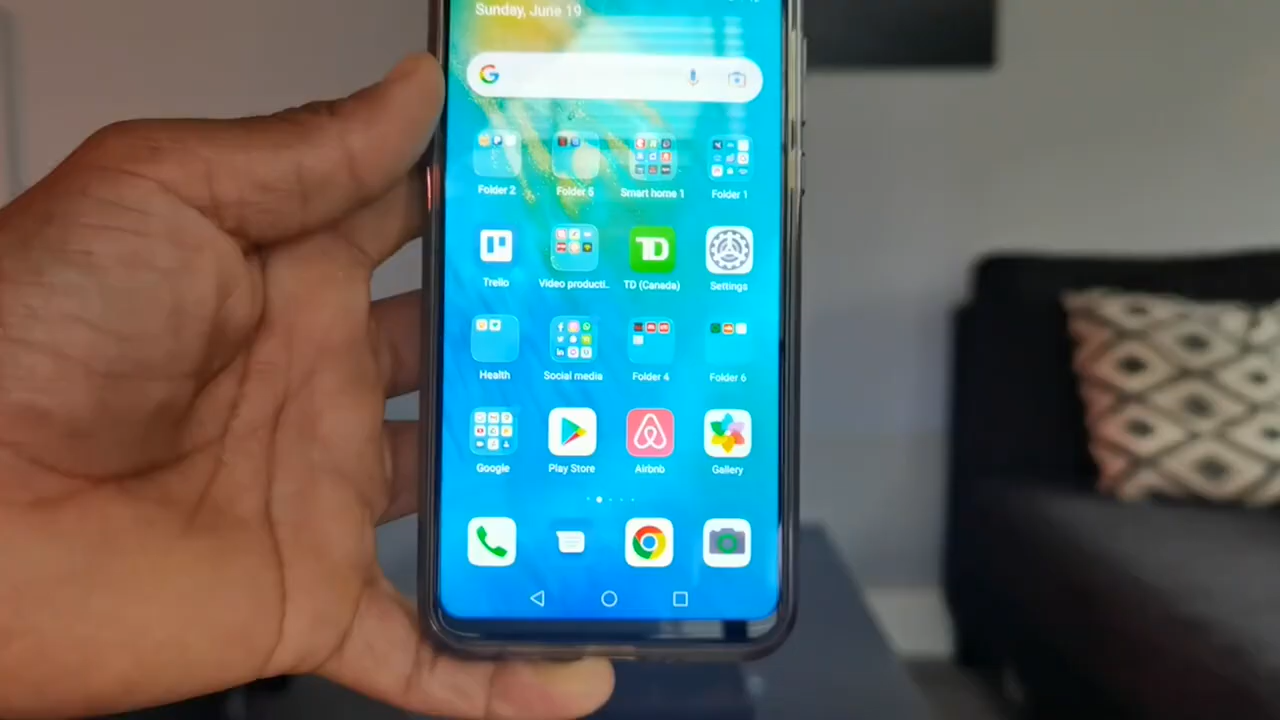 Sunday, June 19
Folder 2
Folder 5
Smart home 1
Folder 1
Trello
Video producti..
TD
TD (Canada)
Settings
Health
Social media
Folder 4
Folder 6
Google
Play Store
Airbnb
Gallery